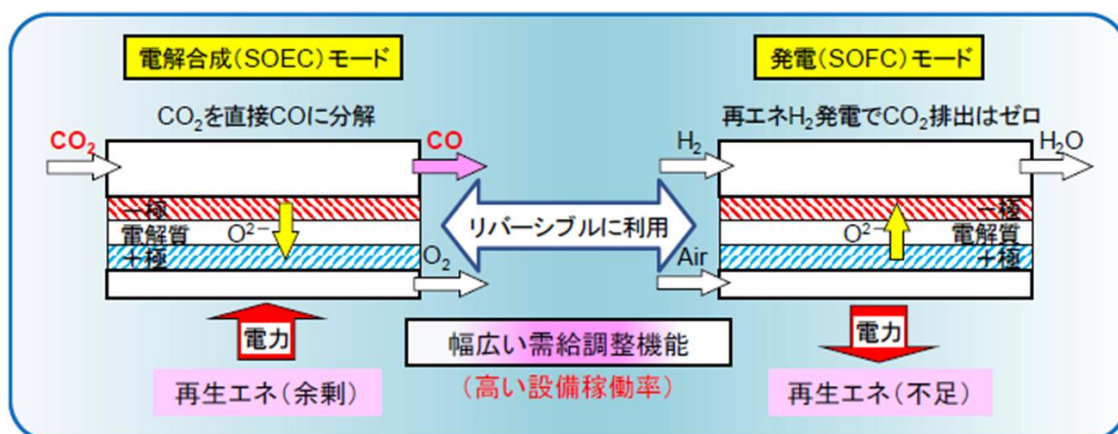 電解合成(SOEC)モード
CO₂を直接COに分解
CO₂
CO
－極
電解質
O²⁻
＋極
O₂
電力
再生エネ(余剰)
リバーシブルに利用
幅広い需給調整機能
(高い設備稼働率)
発電(SOFC)モード
再エネH₂発電でCO₂排出はゼロ
H₂
H₂O
－極
O²⁻
電解質
＋極
Air
電力
再生エネ(不足)